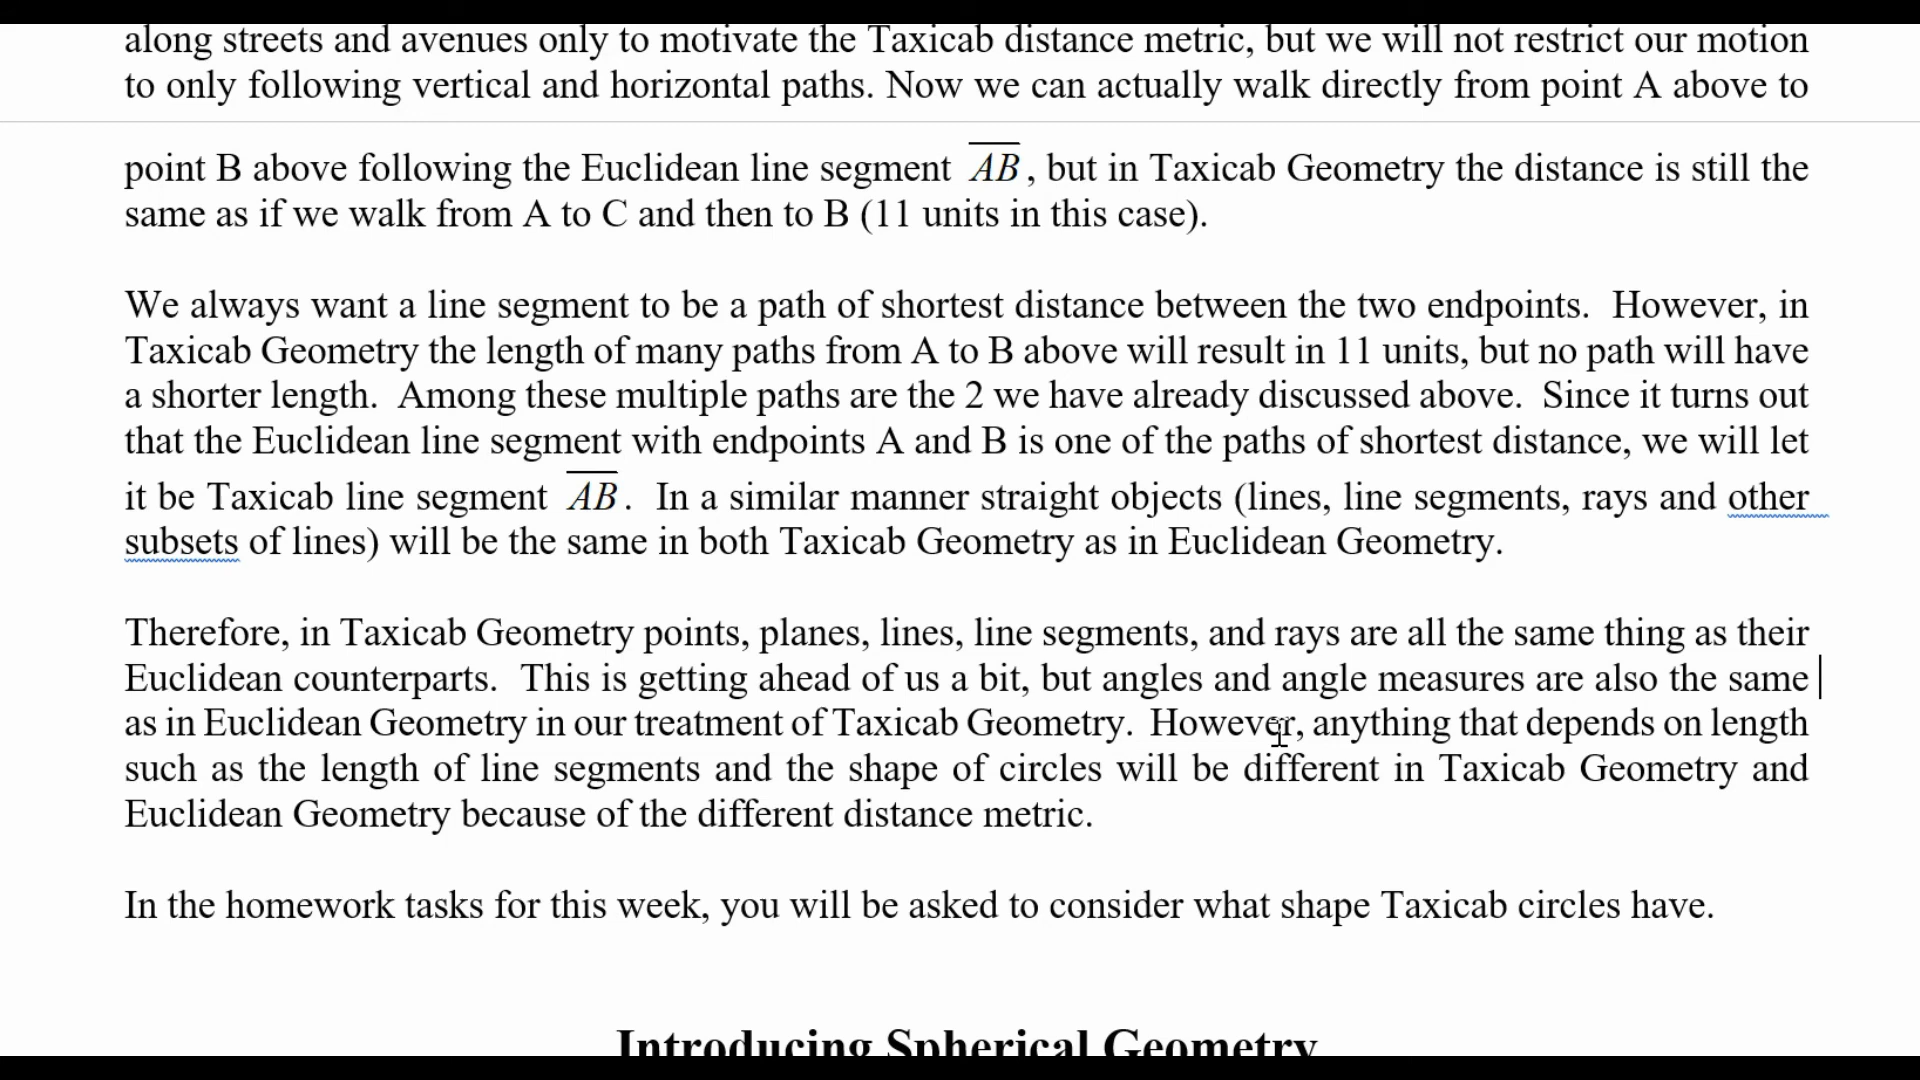 along streets and avenues only to motivate the Taxicab distance metric, but we will not restrict our motion
to only following vertical and horizontal paths. Now we can actually walk directly from point A above to
point B above following the Euclidean line segment AB, but in Taxicab Geometry the distance is still the
same as if we walk from A to C and then to B (11 units in this case).
We always want a line segment to be a path of shortest distance between the two endpoints.  However, in
Taxicab Geometry the length of many paths from A to B above will result in 11 units, but no path will have
a shorter length.  Among these multiple paths are the 2 we have already discussed above.  Since it turns out
that the Euclidean line segment with endpoints A and B is one of the paths of shortest distance, we will let
it be Taxicab line segment AB.  In a similar manner straight objects (lines, line segments, rays and other
subsets of lines) will be the same in both Taxicab Geometry as in Euclidean Geometry.
Therefore, in Taxicab Geometry points, planes, lines, line segments, and rays are all the same thing as their
Euclidean counterparts.  This is getting ahead of us a bit, but angles and angle measures are also the same
as in Euclidean Geometry in our treatment of Taxicab Geometry.  However, anything that depends on length
such as the length of line segments and the shape of circles will be different in Taxicab Geometry and
Euclidean Geometry because of the different distance metric.
In the homework tasks for this week, you will be asked to consider what shape Taxicab circles have.
Introducing Spherical Geometry